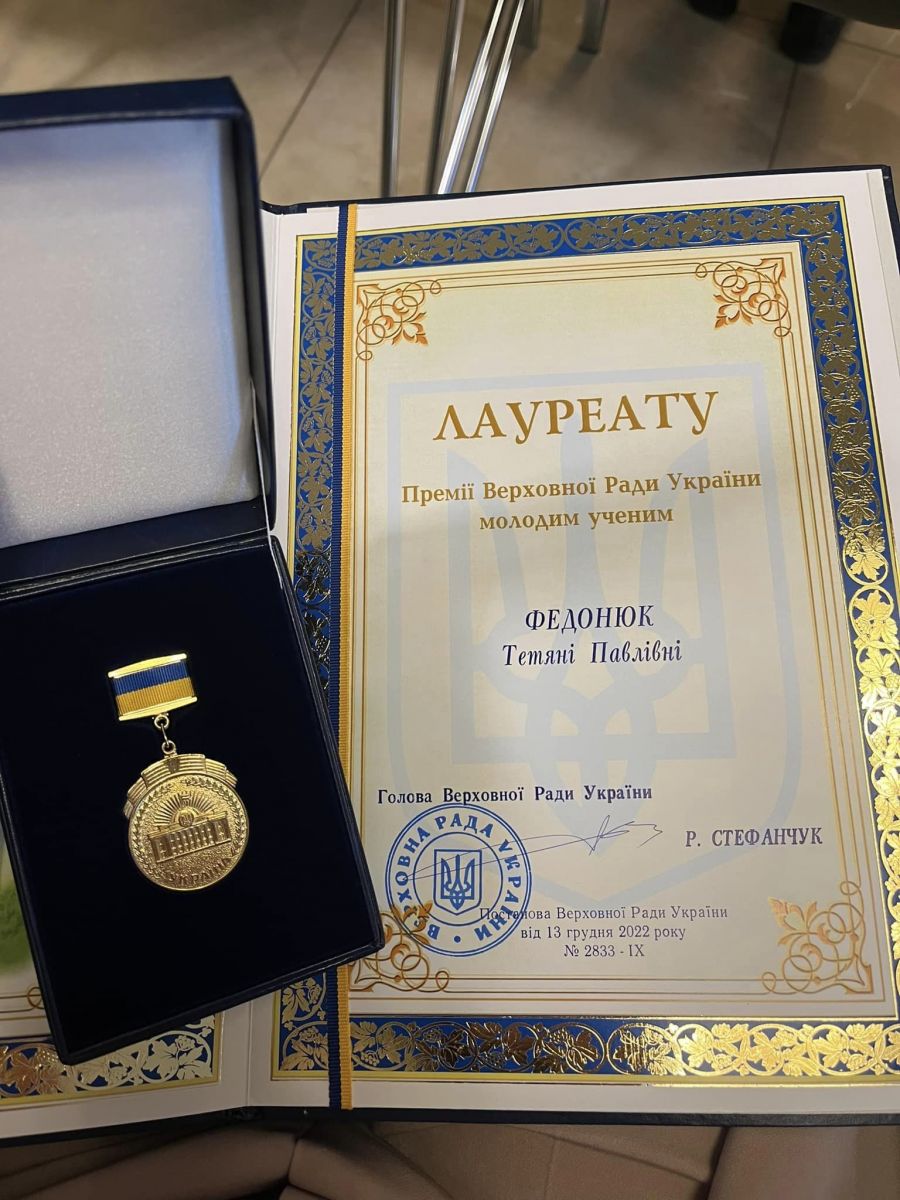 ЛАУРЕАТУ
Премії Верховної Ради України
молодим ученим
ФЕДОНЮК
Тетяні Павлівні
Голова Верховної Ради України
Р. СТЕФАНЧУК
ВЕРХОВНА РАДА УКРАЇНИ
Постанова Верховної Ради України
від 13 грудня 2022 року
№ 2833 - IX
УКРАЇНА